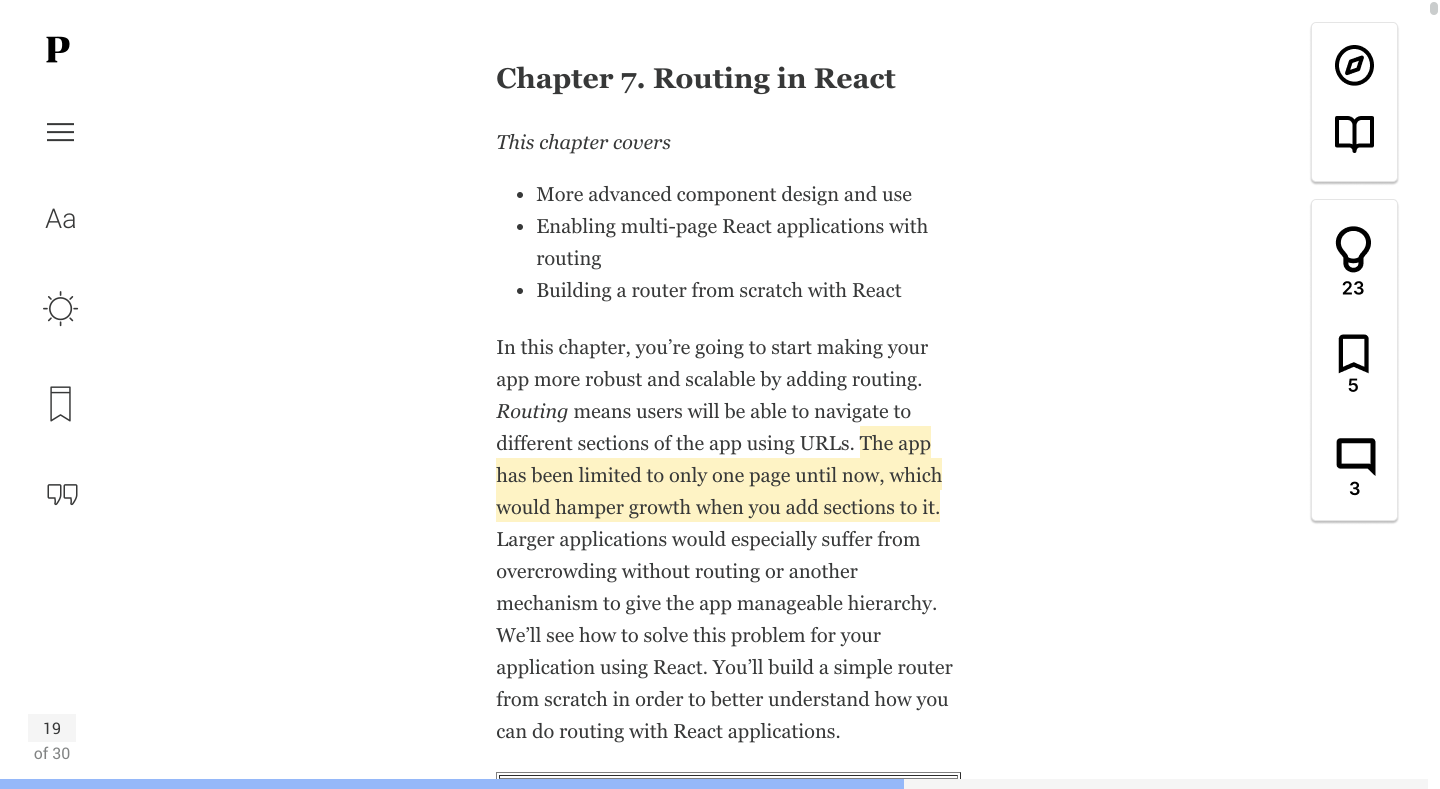 P
Aa
19
of 30
Chapter 7. Routing in React
This chapter covers
• More advanced component design and use
• Enabling multi-page React applications with
routing
• Building a router from scratch with React
In this chapter, you’re going to start making your
app more robust and scalable by adding routing.
Routing means users will be able to navigate to
different sections of the app using URLs. The app
has been limited to only one page until now, which
would hamper growth when you add sections to it.
Larger applications would especially suffer from
overcrowding without routing or another
mechanism to give the app manageable hierarchy.
We’ll see how to solve this problem for your
application using React. You’ll build a simple router
from scratch in order to better understand how you
can do routing with React applications.
23
5
3